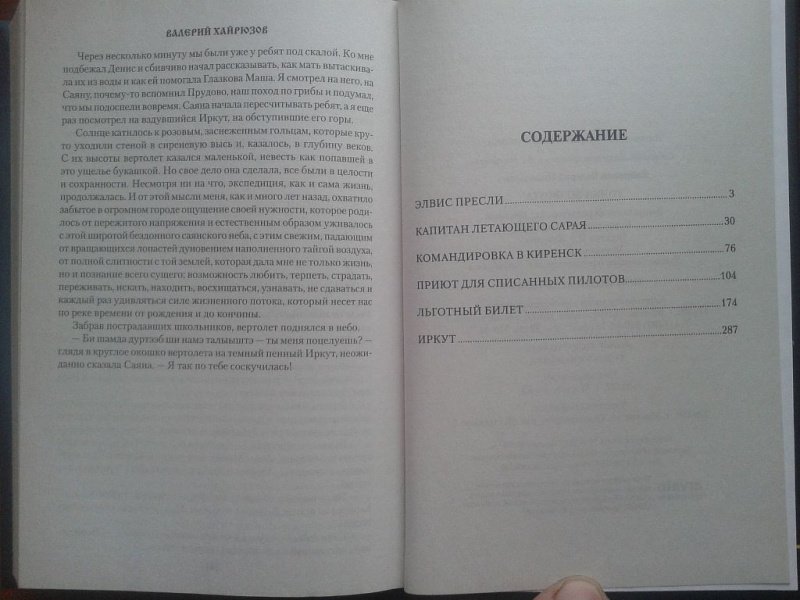 ВАЛЕРИЙ ХАЙРЮЗОВ
Через несколько минуту мы были уже у ребят под скалой. Ко мне
подбежал Денис и сбивчиво начал рассказывать, как мать вытаскива-
ла их из воды и как ей помогала Глазкова Маша. Я смотрел на него, на
Саяну, почему-то вспомнил Прудово, наш поход по грибы и подумал,
что мы подоспели вовремя. Саяна начала пересчитывать ребят, а я еще
раз посмотрел на вздувшийся Иркут, на обступившие его горы.
Солнце катилось к розовым, заснеженным гольцам, которые кру-
то уходили стеной в сиреневую высь и, казалось, в глубину веков.
С их высоты вертолет казался маленькой, невесть как попавшей в
это ущелье букашкой. Но свое дело она сделала, все были в целости
и сохранности. Несмотря ни на что, экспедиция, как и сама жизнь,
продолжалась. И от этой мысли меня, как и много лет назад, охватило
забытое в огромном городе ощущение своей нужности, которое роди-
лось от пережитого напряжения и естественным образом уживалось
с этой широтой бездонного саянского неба, с этим свежим, падающим
от вращающихся лопастей дуновением наполненного тайгой воздуха,
от полной слитности с той землей, которая дала мне не только жизнь,
но и познание всего сущего: возможность любить, терпеть, страдать,
переживать, искать, находить, восхищаться, узнавать, не сдаваться и
каждый раз удивляться силе жизненного потока, который несет нас
по реке времени от рождения и до кончины.
Забрав пострадавших школьников, вертолет поднялся в небо.
— Би шамда дуртээб ши намэ талыыштэ — ты меня поцелуешь? —
глядя в круглое окошко вертолета на темный пенный Иркут, неожи-
данно сказала Саяна. — Я так по тебе соскучилась!
СОДЕРЖАНИЕ
ЭЛВИС ПРЕСЛИ 3
КАПИТАН ЛЕТАЮЩЕГО САРАЯ 30
КОМАНДИРОВКА В КИРЕНСК 76
ПРИЮТ ДЛЯ СПИСАННЫХ ПИЛОТОВ 104
ЛЬГОТНЫЙ БИЛЕТ 174
ИРКУТ 287